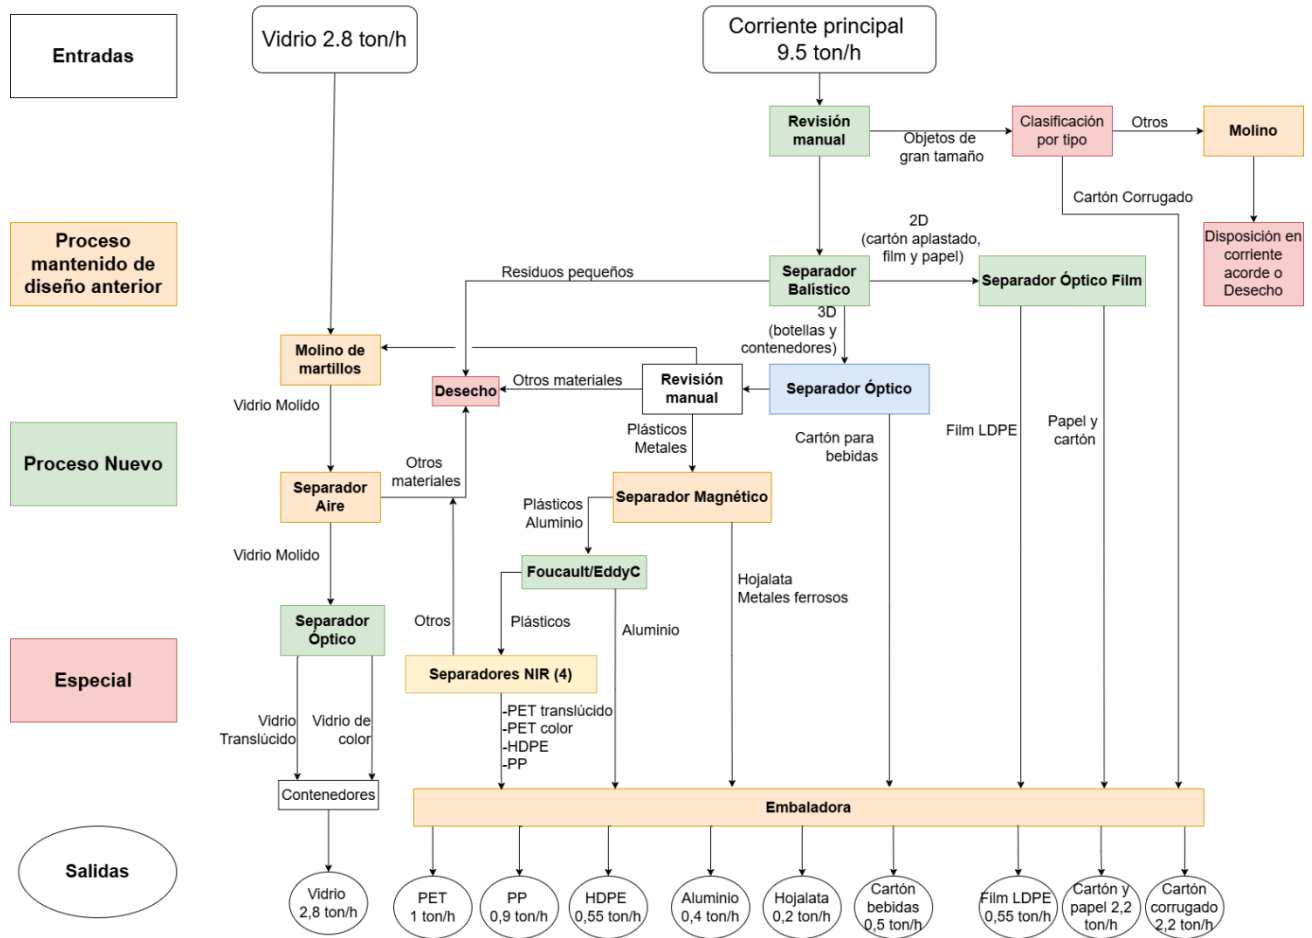 Entradas
Vidrio 2.8 ton/h
Corriente principal
9.5 ton/h
Revisión
manual
Objetos de
gran tamaño
Clasificación
por tipo
Otros
Molino
Cartón Corrugado
Proceso
mantenido de
diseño anterior
2D
(cartón aplastado,
film y papel)
Disposición en
corriente
acorde o
Desecho
Residuos pequeños
Separador
Balístico
Separador Óptico Film
3D
(botellas y
contenedores)
Molino de
martillos
Desecho
Otros materiales
Revisión
manual
Separador Óptico
Vidrio Molido
Plásticos
Metales
Cartón para
bebidas
Film LDPE
Papel y
cartón
Proceso Nuevo
Separador
Aire
Otros
materiales
Separador Magnético
Plásticos
Aluminio
Vidrio Molido
Foucault/EddyC
Hojalata
Metales ferrosos
Separador
Óptico
Otros
Plásticos
Aluminio
Especial
Separadores NIR (4)
Vidrio
Translúcido
Vidrio de
color
-PET translúcido
-PET color
-HDPE
-PP
Contenedores
Embaladora
Salidas
Vidrio
2,8 ton/h
PET
1 ton/h
PP
0,9 ton/h
HDPE
0,55 ton/h
Aluminio
0,4 ton/h
Hojalata
0,2 ton/h
Cartón
bebidas
0,5 ton/h
Film LDPE
0,55 ton/h
Cartón y
papel 2,2
ton/h
Cartón
corrugado
2,2 ton/h